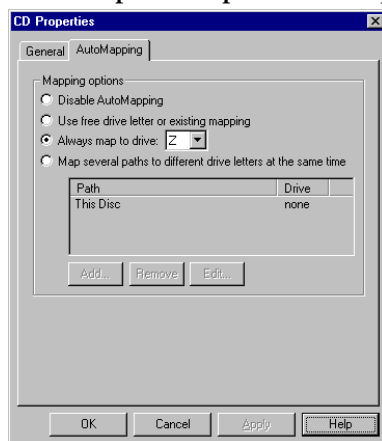 CD Properties
General AutoMapping
Mapping options
Disable AutoMapping
Use free drive letter or existing mapping
Always map to drive: Z
Map several paths to different drive letters at the same time
Path Drive
This Disc none
Add... Remove Edit...
OK Cancel Apply Help